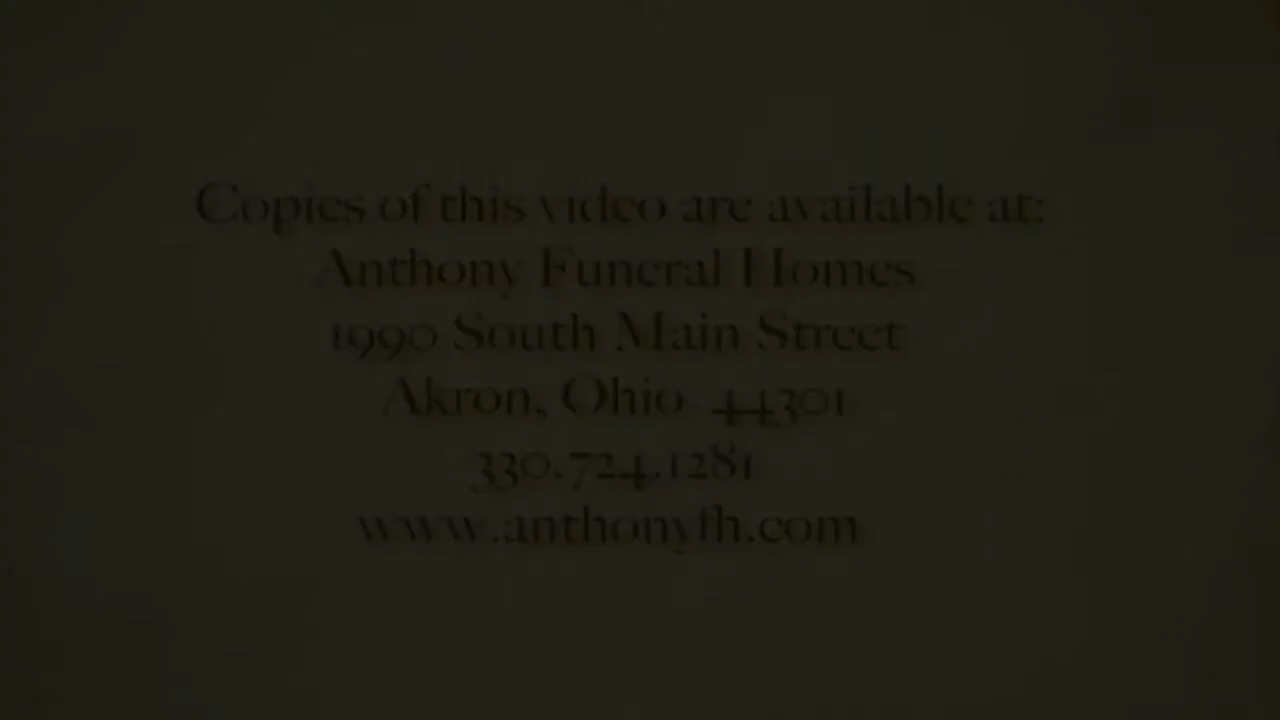 Copies of this video are available at:
Anthony Funeral Homes
1990 South Main Street
Akron, Ohio 44301
330.724.1281
www.anthonyfh.com